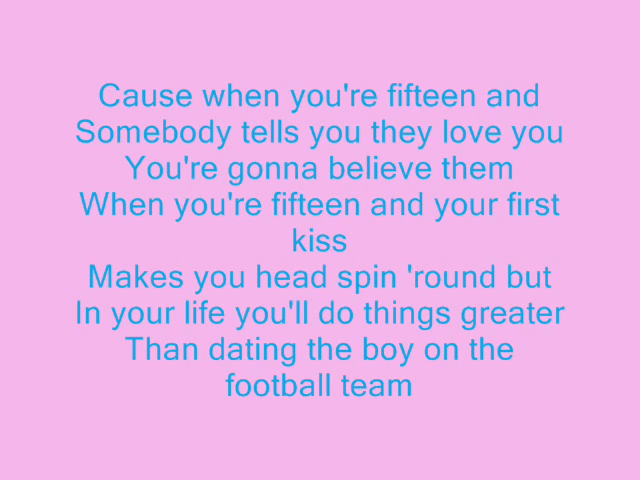 Cause when you're fifteen and
Somebody tells you they love you
You're gonna believe them
When you're fifteen and your first
kiss
Makes you head spin 'round but
In your life you'll do things greater
Than dating the boy on the
football team